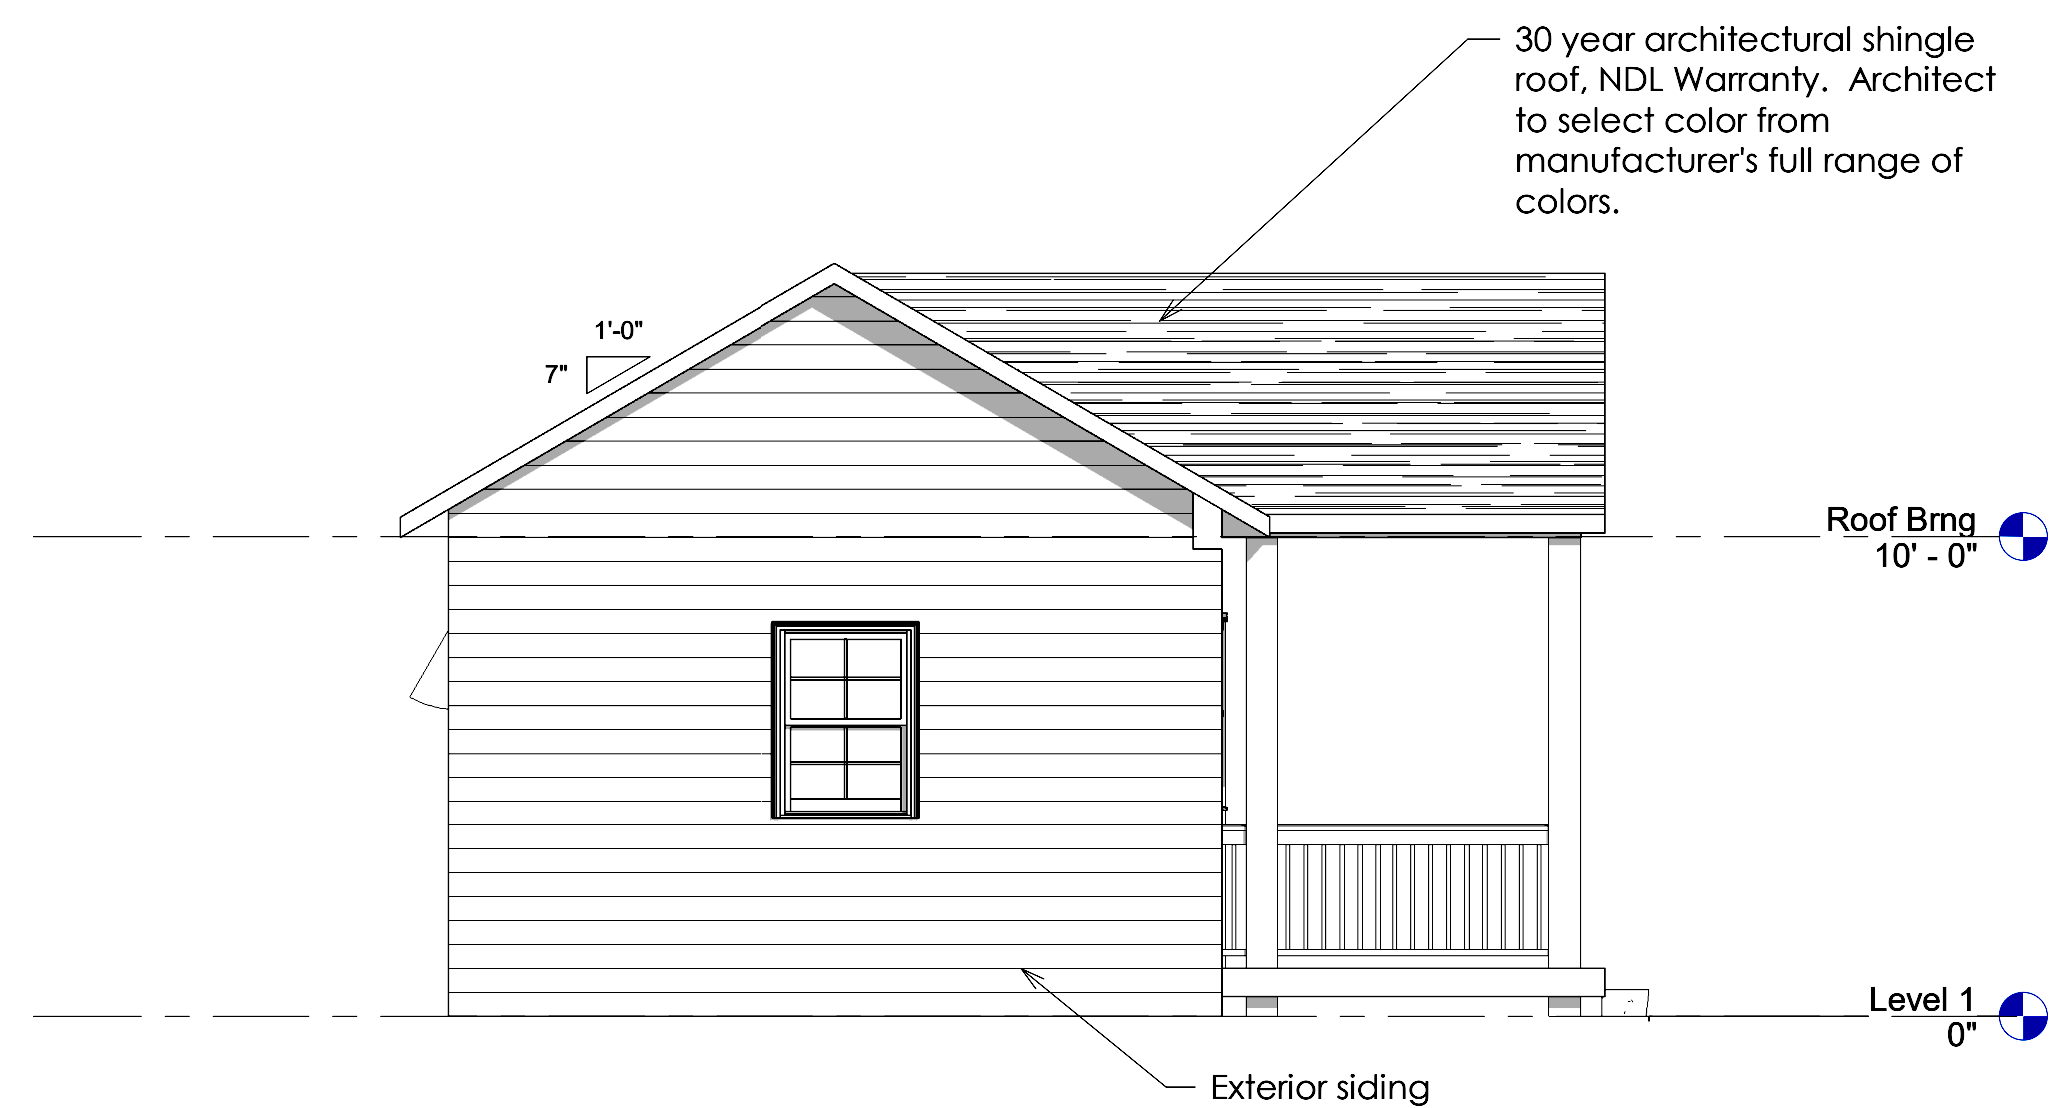 30 year architectural shingle
roof, NDL Warranty.  Architect
to select color from
manufacturer's full range of
colors.
1'-0"
7"
Roof Brng
10' - 0"
Level 1
0"
Exterior siding